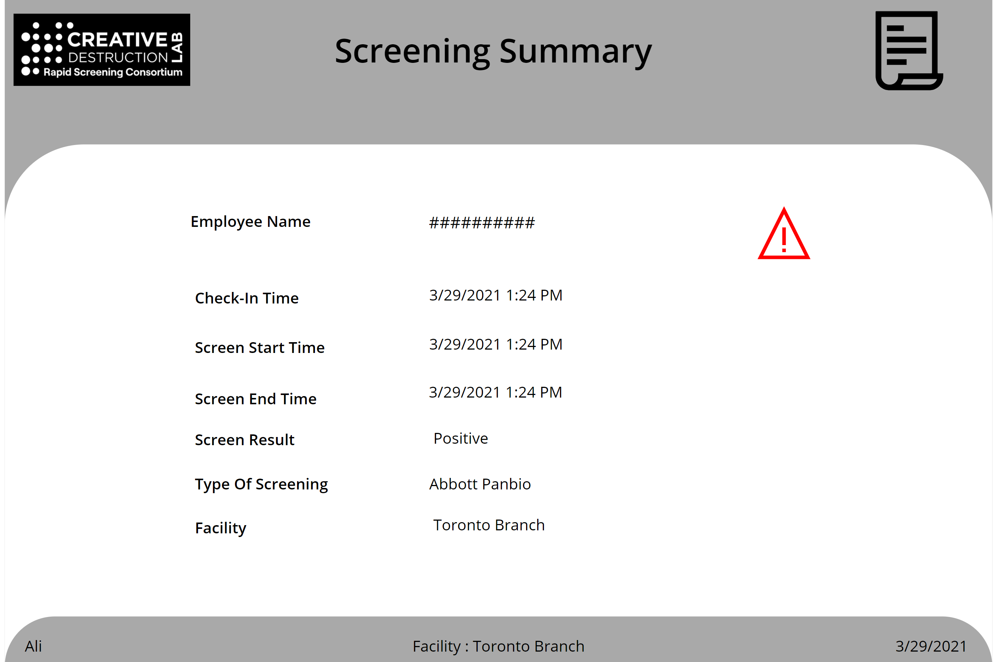 CREATIVE
DESTRUCTION
LAB
Rapid Screening Consortium
Screening Summary
Employee Name ##########
Check-In Time 3/29/2021 1:24 PM
Screen Start Time 3/29/2021 1:24 PM
Screen End Time 3/29/2021 1:24 PM
Screen Result Positive
Type Of Screening Abbott Panbio
Facility Toronto Branch
Ali Facility : Toronto Branch 3/29/2021